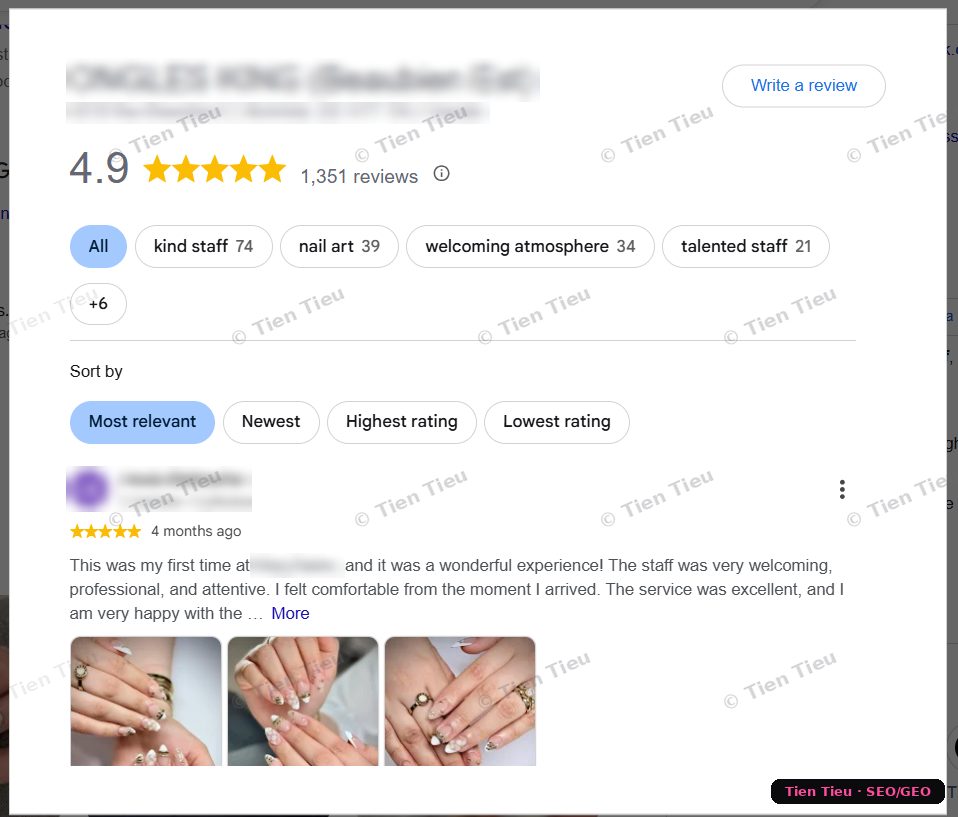 Write a review
4.9 1,351 reviews
All kind staff 74 nail art 39 welcoming atmosphere 34 talented staff 21
+6
Sort by
Most relevant Newest Highest rating Lowest rating
4 months ago
This was my first time at and it was a wonderful experience! The staff was very welcoming,
professional, and attentive. I felt comfortable from the moment I arrived. The service was excellent, and I
am very happy with the … More
© Tien Tieu
Tien Tieu · SEO/GEO